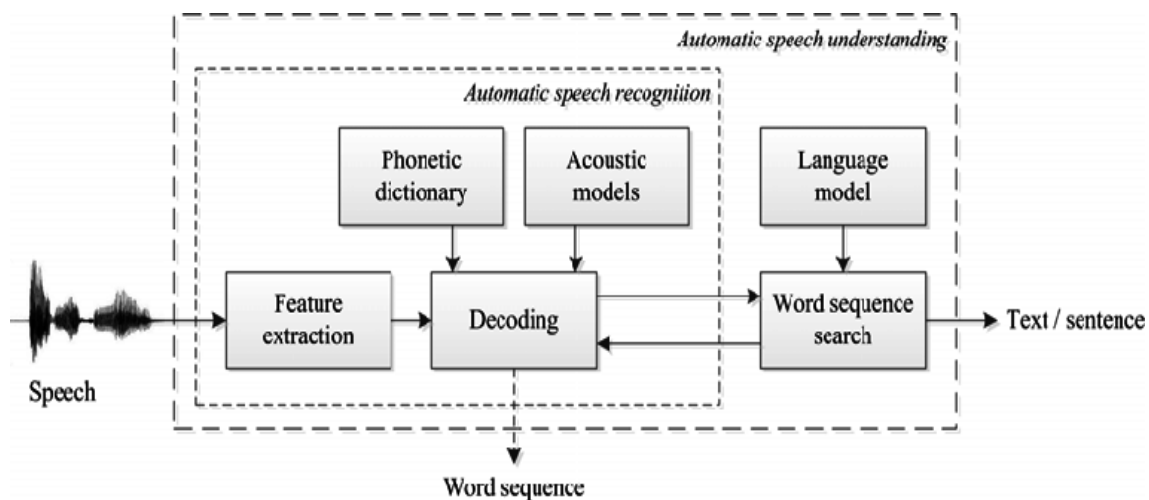 Automatic speech understanding
Automatic speech recognition
Phonetic
dictionary
Acoustic
models
Language
model
Feature
extraction
Decoding
Word sequence
search
Text / sentence
Speech
Word sequence